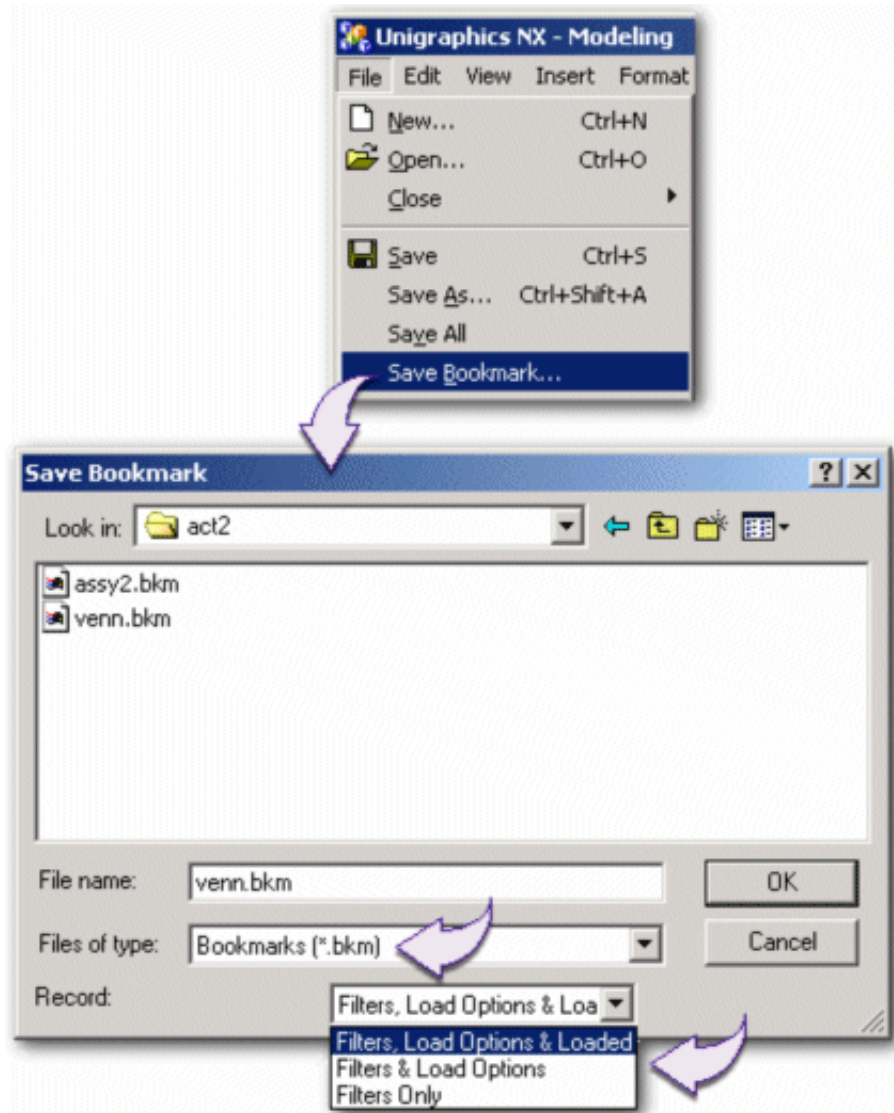 Unigraphics NX - Modeling
File Edit View Insert Format
New... Ctrl+N
Open... Ctrl+O
Close
Save Ctrl+S
Save As... Ctrl+Shift+A
Save All
Save Bookmark...
Save Bookmark
Look in: act2
assy2.bkm
venn.bkm
File name: venn.bkm OK
Files of type: Bookmarks (*.bkm) Cancel
Record: Filters, Load Options & Loa
Filters, Load Options & Loaded
Filters & Load Options
Filters Only